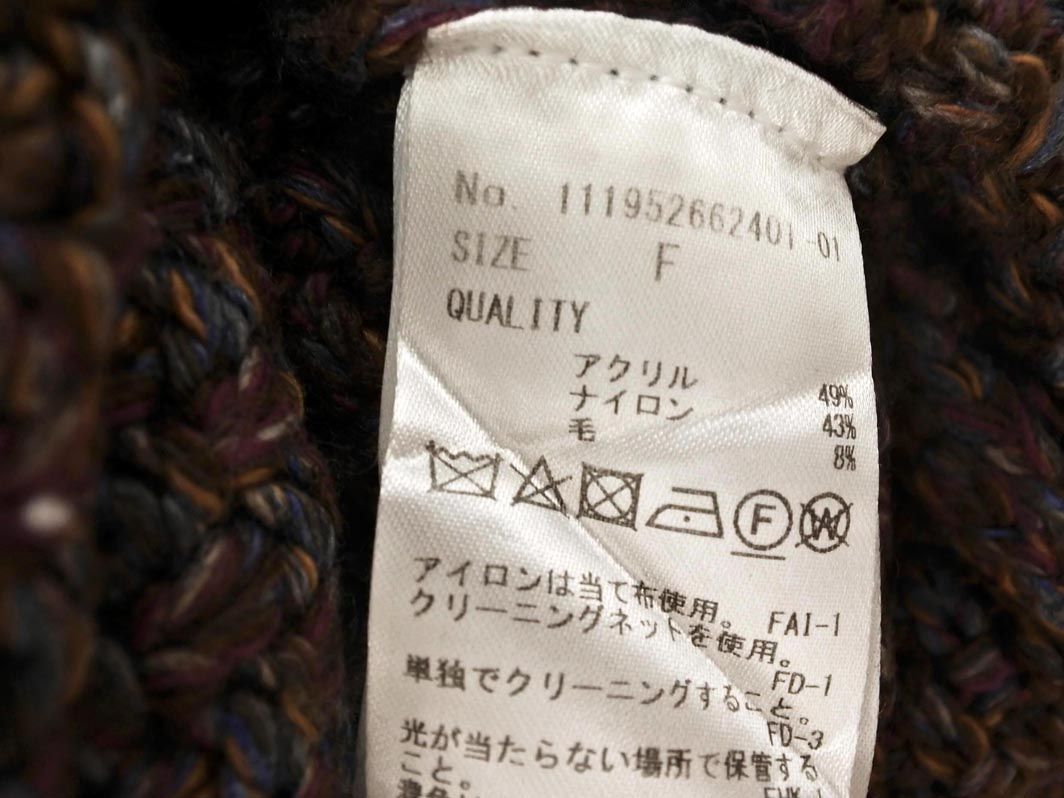 No. 111952662401-01
SIZE F
QUALITY
アクリル 49%
ナイロン 43%
毛 8%
F W
アイロンは当て布使用。 FAI-1
クリーニングネットを使用。
FD-1
単独でクリーニングすること。
FD-3
光が当たらない場所で保管する
こと。